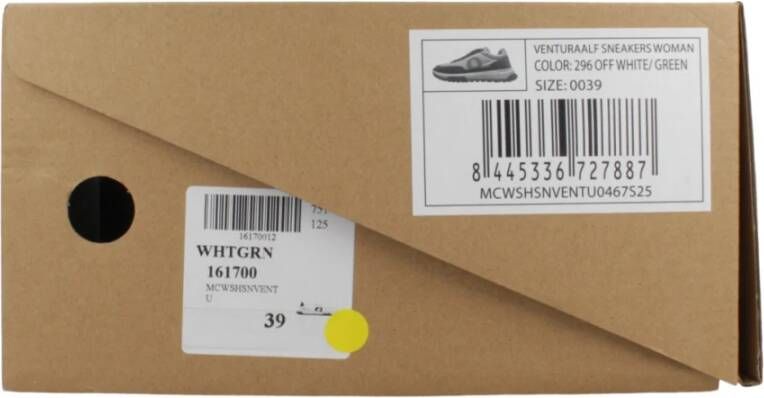 VENTURAALF SNEAKERS WOMAN
COLOR: 296 OFF WHITE/ GREEN
SIZE: 0039
8 445336 727887
MCWSHSNVENTU0467S25
751
125
16170012
WHTGRN
161700
MCWSHSNVENT
U
39